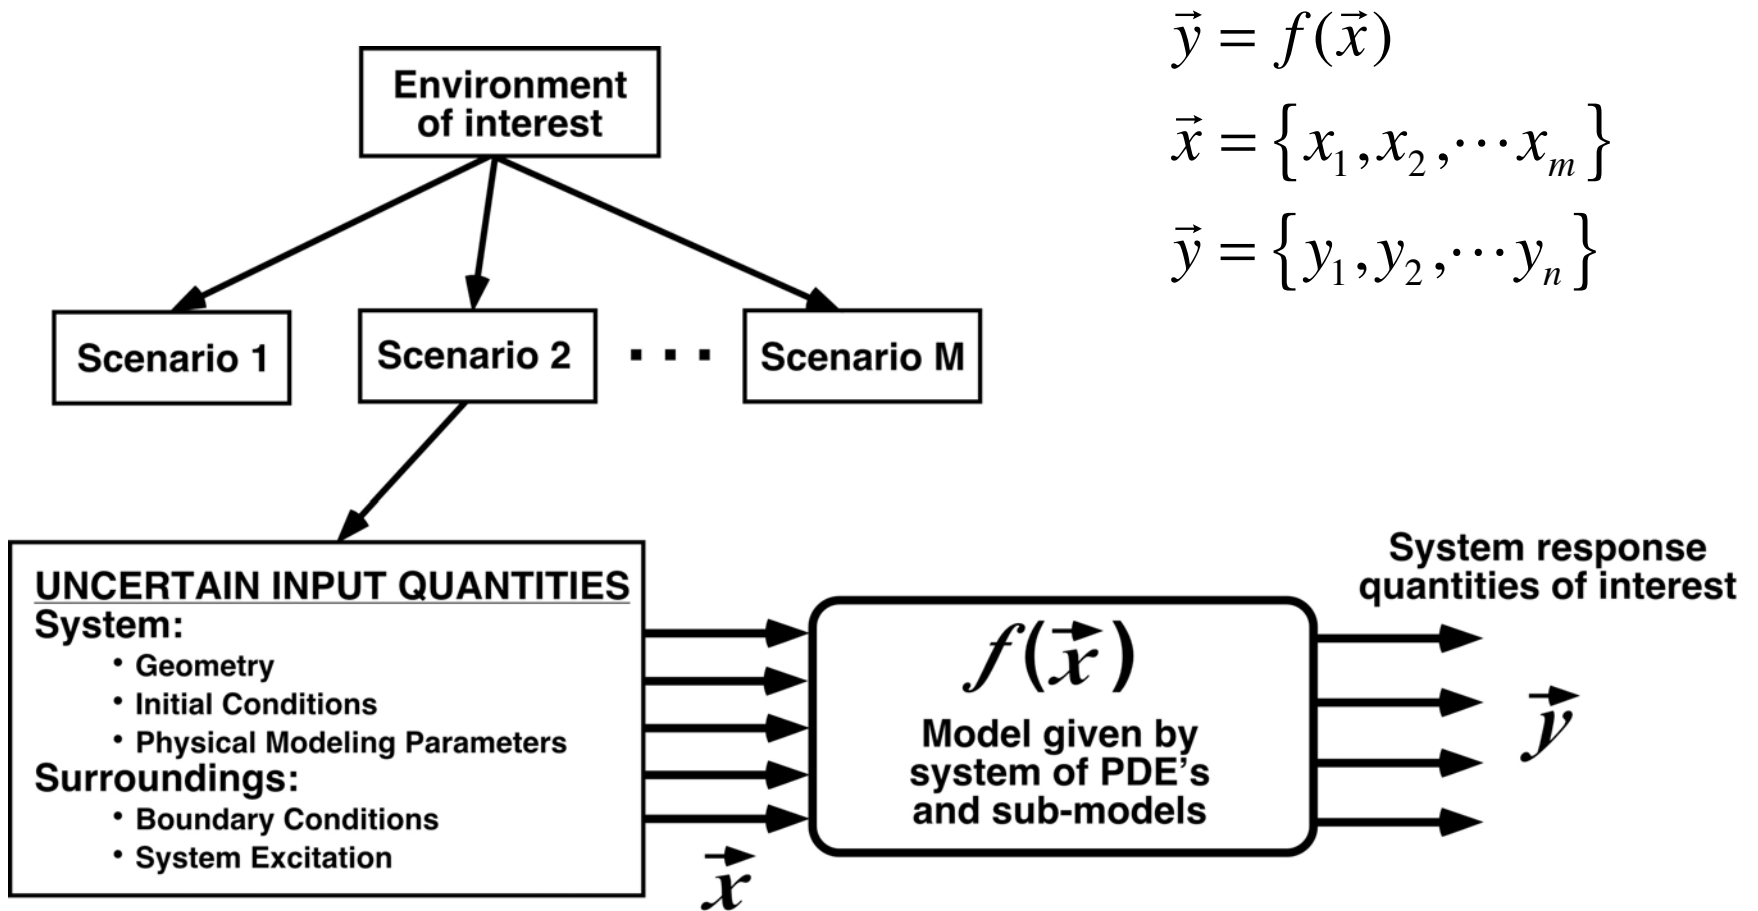 y⃗ = f(x⃗)
x⃗ = {x₁, x₂, ⋯ xₘ}
y⃗ = {y₁, y₂, ⋯ yₙ}
Environment
of interest
Scenario 1
Scenario 2
...
Scenario M
UNCERTAIN INPUT QUANTITIES
System:
• Geometry
• Initial Conditions
• Physical Modeling Parameters
Surroundings:
• Boundary Conditions
• System Excitation
x⃗
f(x⃗)
Model given by
system of PDE's
and sub-models
System response
quantities of interest
y⃗